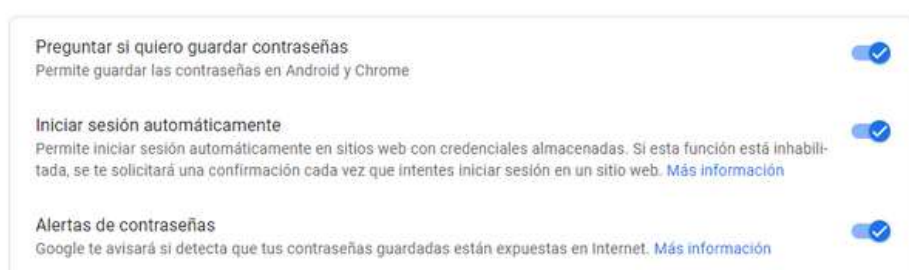 Preguntar si quiero guardar contraseñas
Permite guardar las contraseñas en Android y Chrome
Iniciar sesión automáticamente
Permite iniciar sesión automáticamente en sitios web con credenciales almacenadas. Si esta función está inhabili-
tada, se te solicitará una confirmación cada vez que intentes iniciar sesión en un sitio web. Más información
Alertas de contraseñas
Google te avisará si detecta que tus contraseñas guardadas están expuestas en Internet. Más información